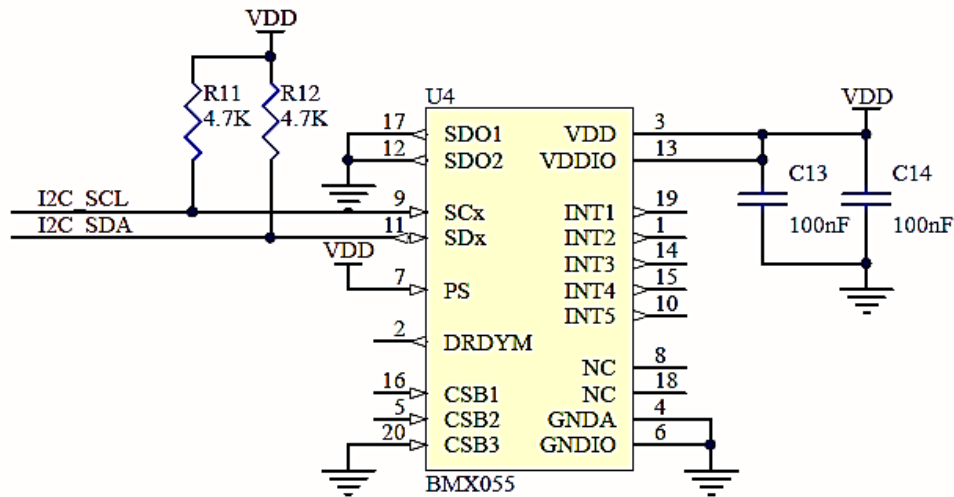 VDD
R11 R12
4.7K 4.7K
U4
VDD
17 SDO1 VDD 3
12 SDO2 VDDIO 13
C13 C14
I2C_SCL 9 SCx INT1 19
100nF 100nF
I2C_SDA 11 SDx INT2 1
VDD INT3 14
7 PS INT4 15
INT5 10
2 DRDYM
NC 8
16 CSB1 NC 18
5 CSB2 GNDA 4
20 CSB3 GNDIO 6
BMX055